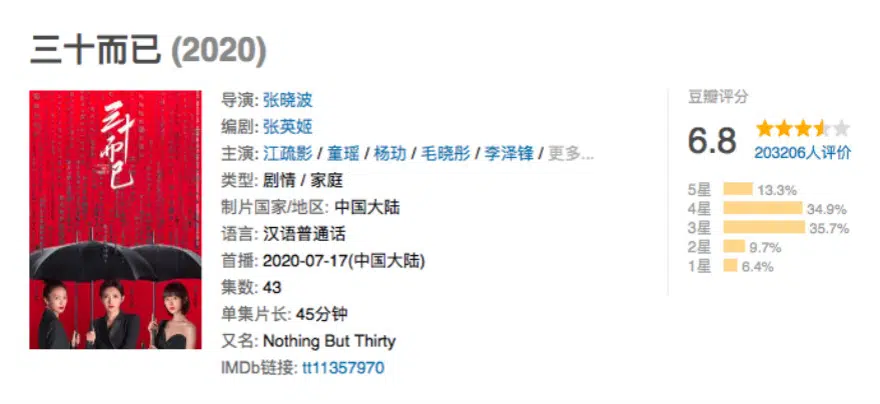 三十而已 (2020)
三十而已
导演: 张晓波
编剧: 张英姬
主演: 江疏影 / 童瑶 / 杨玏 / 毛晓彤 / 李泽锋 / 更多...
类型: 剧情 / 家庭
制片国家/地区: 中国大陆
语言: 汉语普通话
首播: 2020-07-17(中国大陆)
集数: 43
单集片长: 45分钟
又名: Nothing But Thirty
IMDb链接: tt11357970
豆瓣评分
6.8
203206人评价
5星 13.3%
4星 34.9%
3星 35.7%
2星 9.7%
1星 6.4%